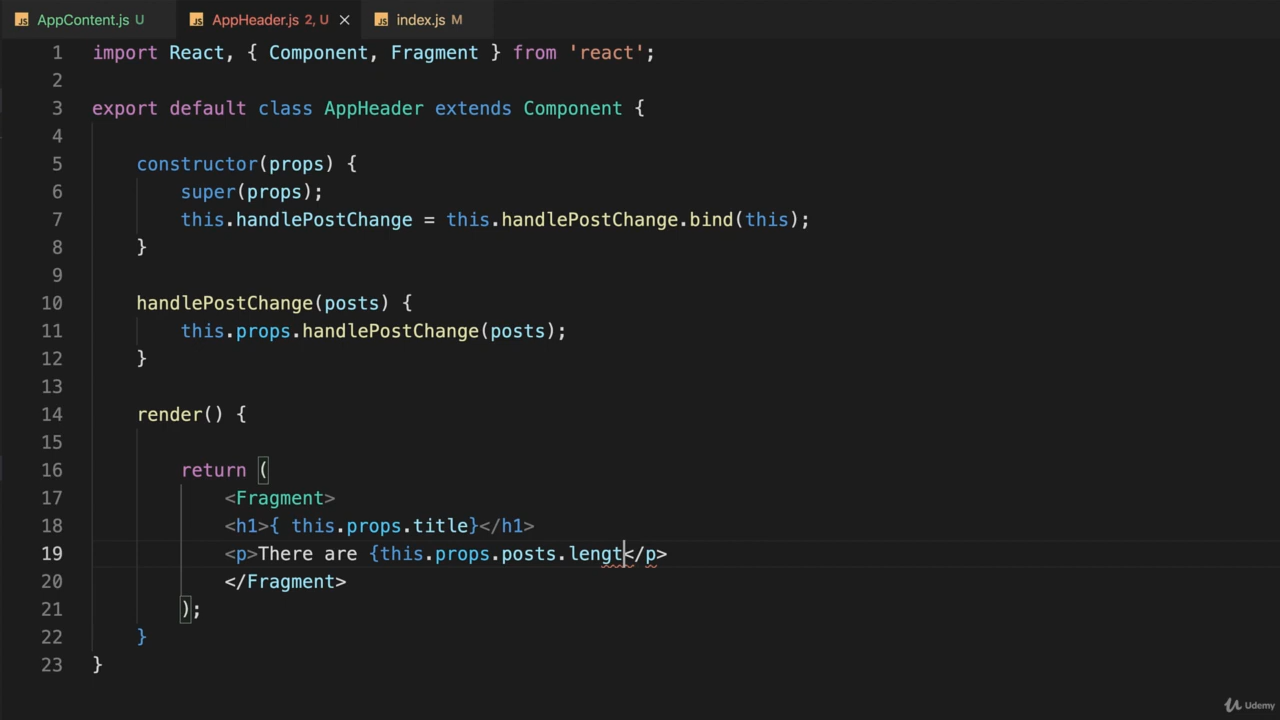 AppContent.js U AppHeader.js 2, U × index.js M
1 import React, { Component, Fragment } from 'react';
2
3 export default class AppHeader extends Component {
4
5 constructor(props) {
6 super(props);
7 this.handlePostChange = this.handlePostChange.bind(this);
8 }
9
10 handlePostChange(posts) {
11 this.props.handlePostChange(posts);
12 }
13
14 render() {
15
16 return (
17 <Fragment>
18 <h1>{ this.props.title}</h1>
19 <p>There are {this.props.posts.lengt</p>
20 </Fragment>
21 );
22 }
23 }
Udemy